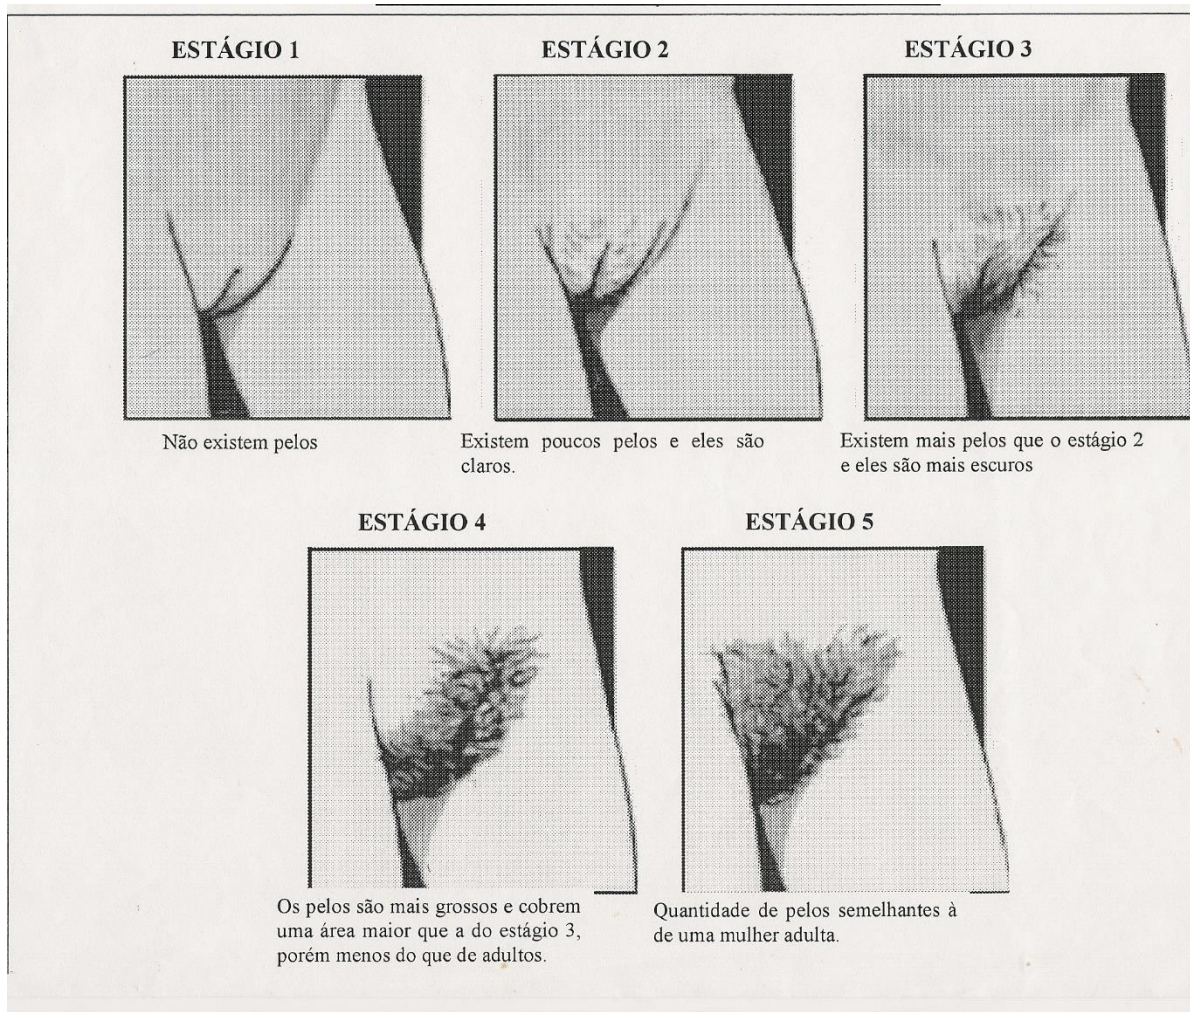 ESTÁGIO 1
ESTÁGIO 2
ESTÁGIO 3
Não existem pelos
Existem poucos pelos e eles são
claros.
Existem mais pelos que o estágio 2
e eles são mais escuros
ESTÁGIO 4
ESTÁGIO 5
Os pelos são mais grossos e cobrem
uma área maior que a do estágio 3,
porém menos do que de adultos.
Quantidade de pelos semelhantes à
de uma mulher adulta.